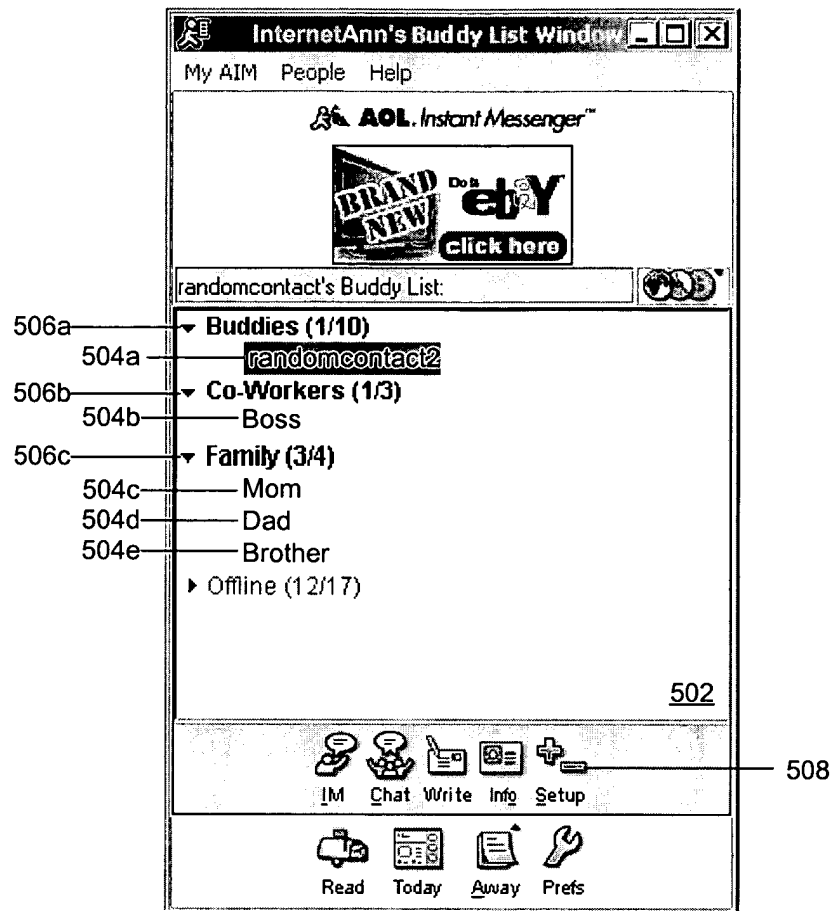 InternetAnn's Buddy List Window
My AIM People Help
AOL Instant Messenger™
BRAND NEW
Do it ebY
click here
randomcontact's Buddy List:
506a ▾ Buddies (1/10)
504a randomcontact2
506b ▾ Co-Workers (1/3)
504b Boss
506c ▾ Family (3/4)
504c Mom
504d Dad
504e Brother
▸ Offline (12/17)
502
IM Chat Write Info Setup 508
Read Today Away Prefs